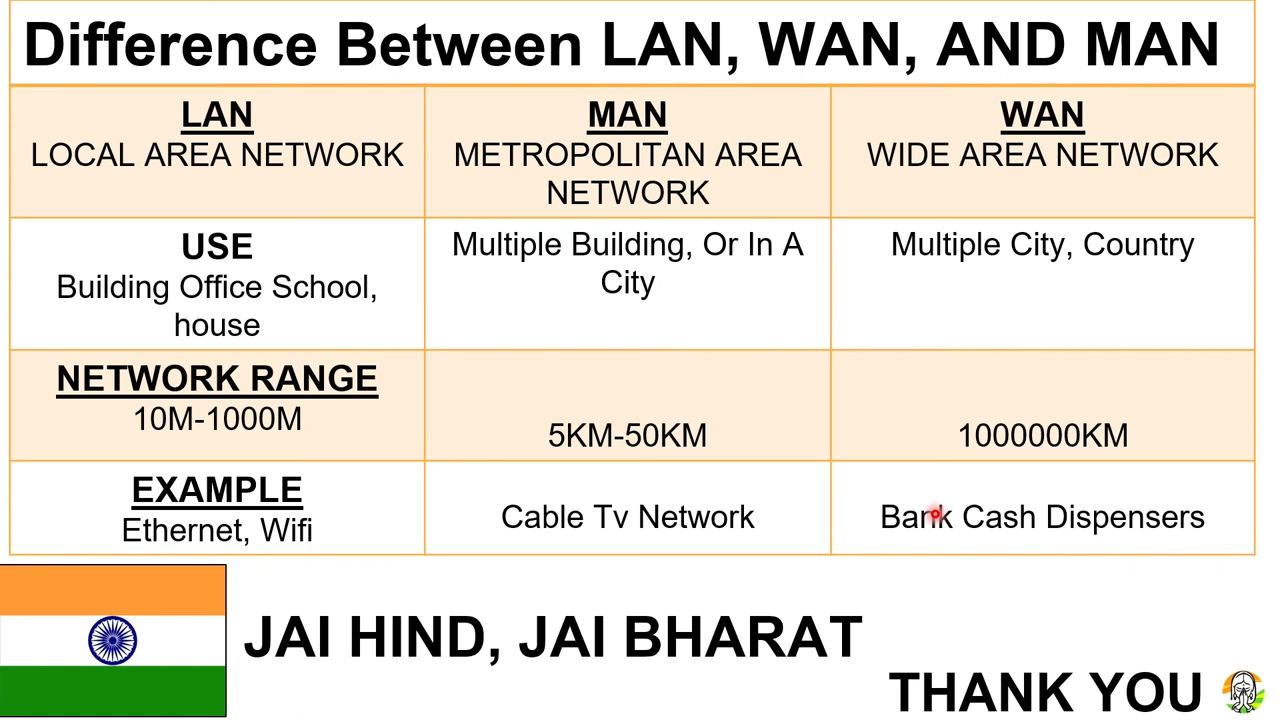 Difference Between LAN, WAN, AND MAN
LAN
LOCAL AREA NETWORK
MAN
METROPOLITAN AREA
NETWORK
WAN
WIDE AREA NETWORK
USE
Building Office School,
house
Multiple Building, Or In A
City
Multiple City, Country
NETWORK RANGE
10M-1000M
5KM-50KM
1000000KM
EXAMPLE
Ethernet, Wifi
Cable Tv Network
Bank Cash Dispensers
JAI HIND, JAI BHARAT
THANK YOU